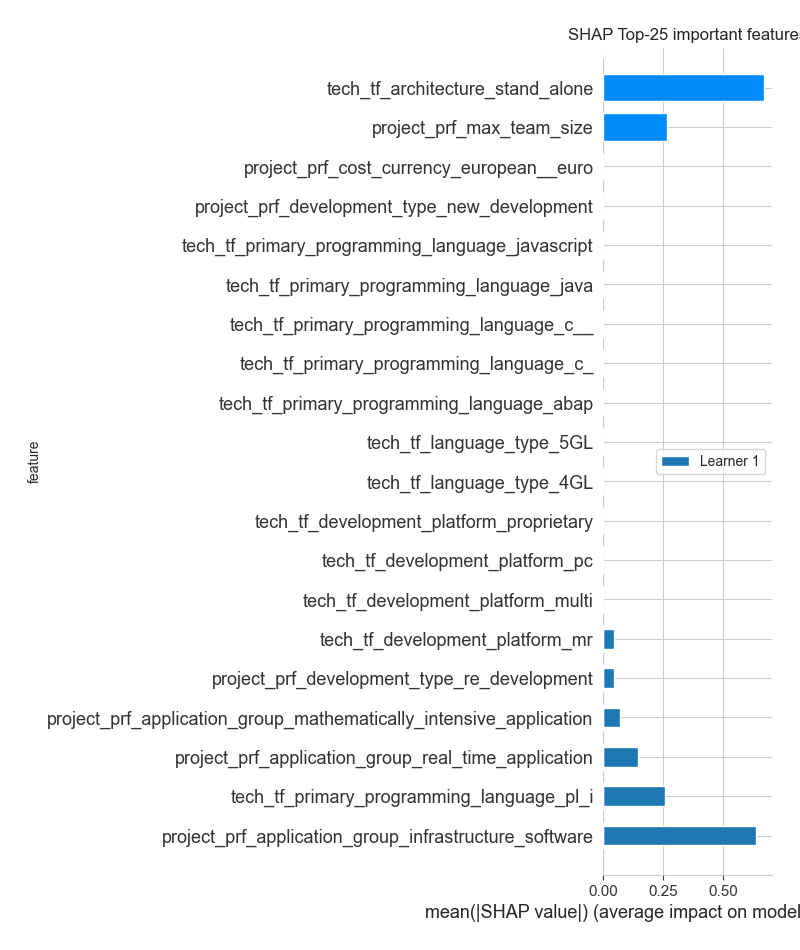 SHAP Top-25 important features
tech_tf_architecture_stand_alone
project_prf_max_team_size
project_prf_cost_currency_european__euro
project_prf_development_type_new_development
tech_tf_primary_programming_language_javascript
tech_tf_primary_programming_language_java
tech_tf_primary_programming_language_c__
tech_tf_primary_programming_language_c_
tech_tf_primary_programming_language_abap
tech_tf_language_type_5GL
tech_tf_language_type_4GL
tech_tf_development_platform_proprietary
tech_tf_development_platform_pc
tech_tf_development_platform_multi
tech_tf_development_platform_mr
project_prf_development_type_re_development
project_prf_application_group_mathematically_intensive_application
project_prf_application_group_real_time_application
tech_tf_primary_programming_language_pl_i
project_prf_application_group_infrastructure_software
feature
Learner 1
0.00 0.25 0.50
mean(|SHAP value|) (average impact on model